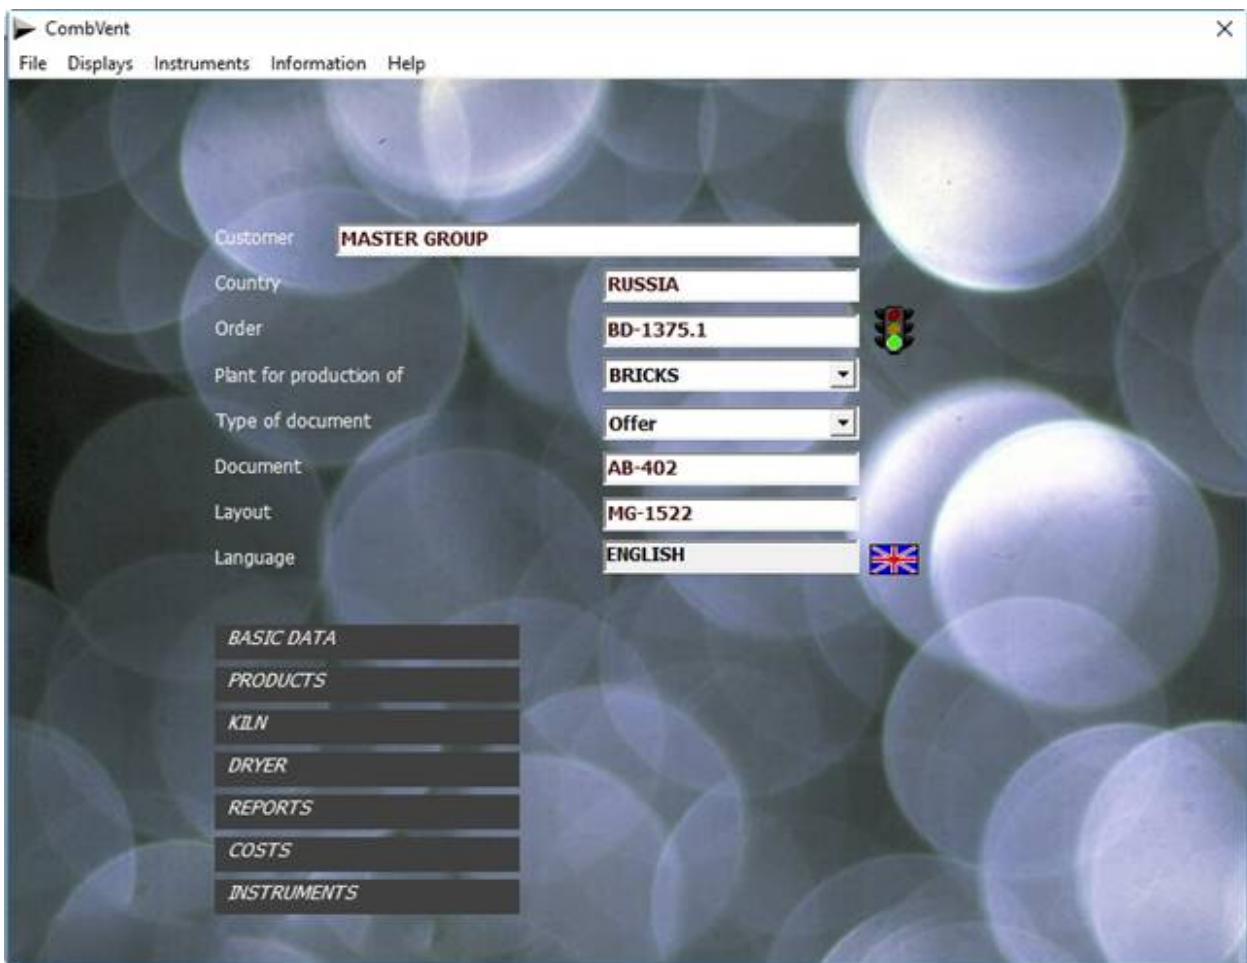 CombVent
File Displays Instruments Information Help
Customer MASTER GROUP
Country RUSSIA
Order BD-1375.1
Plant for production of BRICKS
Type of document Offer
Document AB-402
Layout MG-1522
Language ENGLISH
BASIC DATA
PRODUCTS
KILN
DRYER
REPORTS
COSTS
INSTRUMENTS